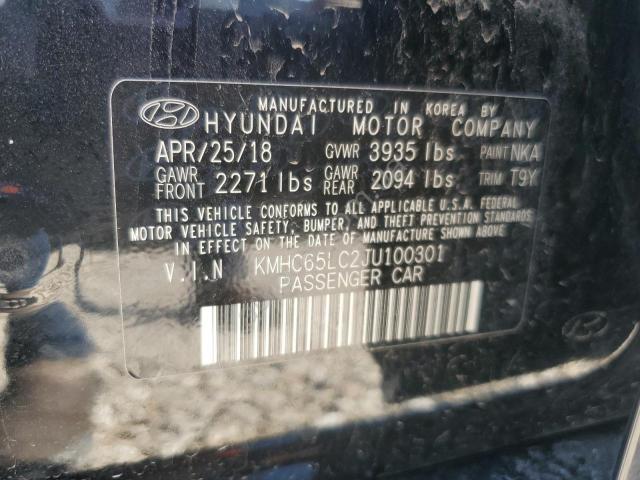 MANUFACTURED IN KOREA BY
HYUNDAI MOTOR COMPANY
APR/25/18 GVWR 3935 lbs PAINT NKA
GAWR FRONT 2271 lbs GAWR REAR 2094 lbs TRIM T9Y
THIS VEHICLE CONFORMS TO ALL APPLICABLE U.S.A. FEDERAL
MOTOR VEHICLE SAFETY, BUMPER, AND THEFT PREVENTION STANDARDS
IN EFFECT ON THE DATE OF MANUFACTURE SHOWN ABOVE.
V.I.N KMHC65LC2JU100301
PASSENGER CAR